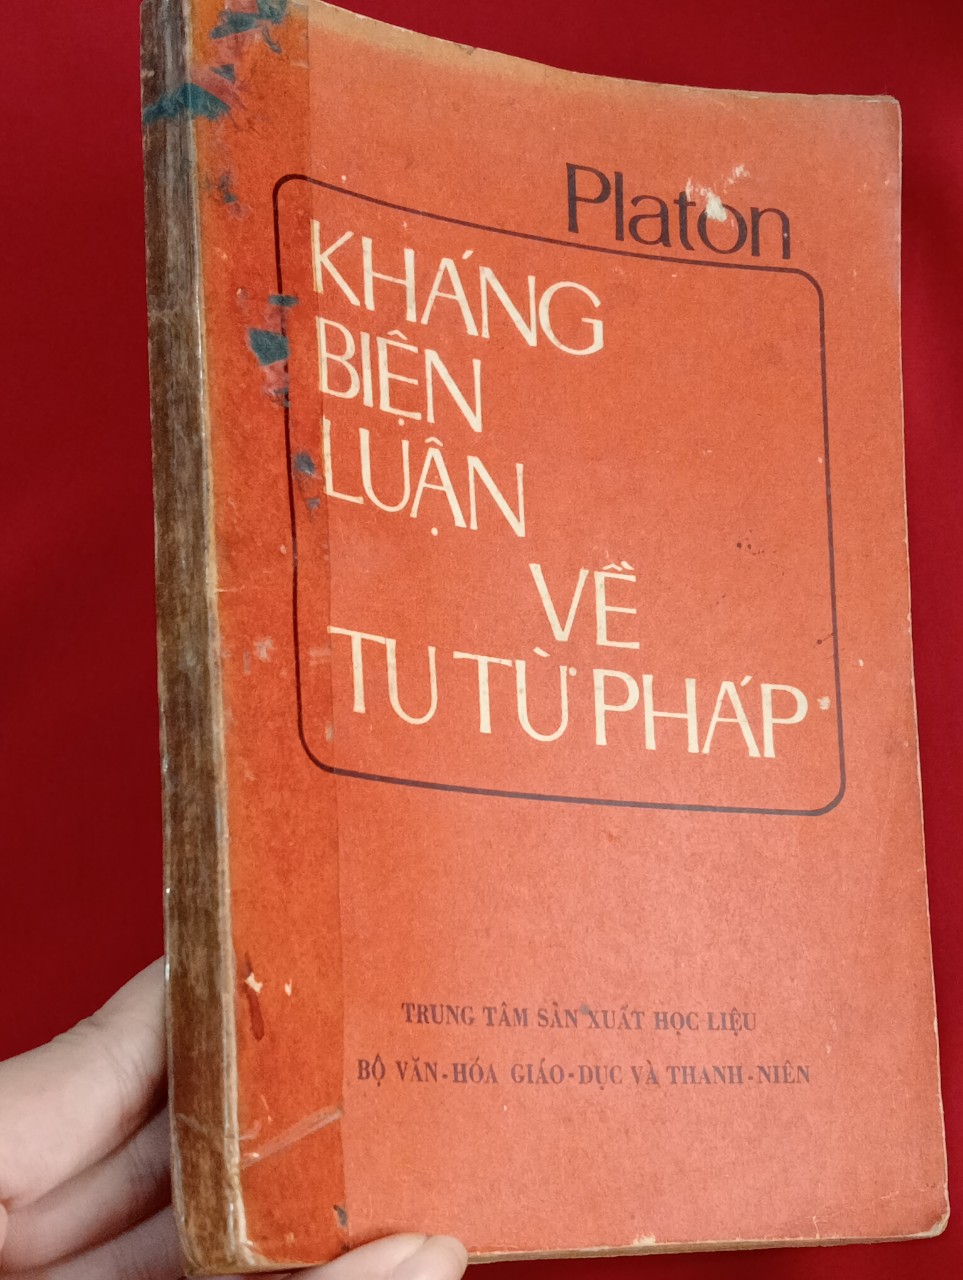 Platon
KHÁNG
BIỆN
LUẬN
VỀ
TU TỪ PHÁP
TRUNG TÂM SẢN XUẤT HỌC LIỆU
BỘ VĂN-HÓA GIÁO-DỤC VÀ THANH-NIÊN